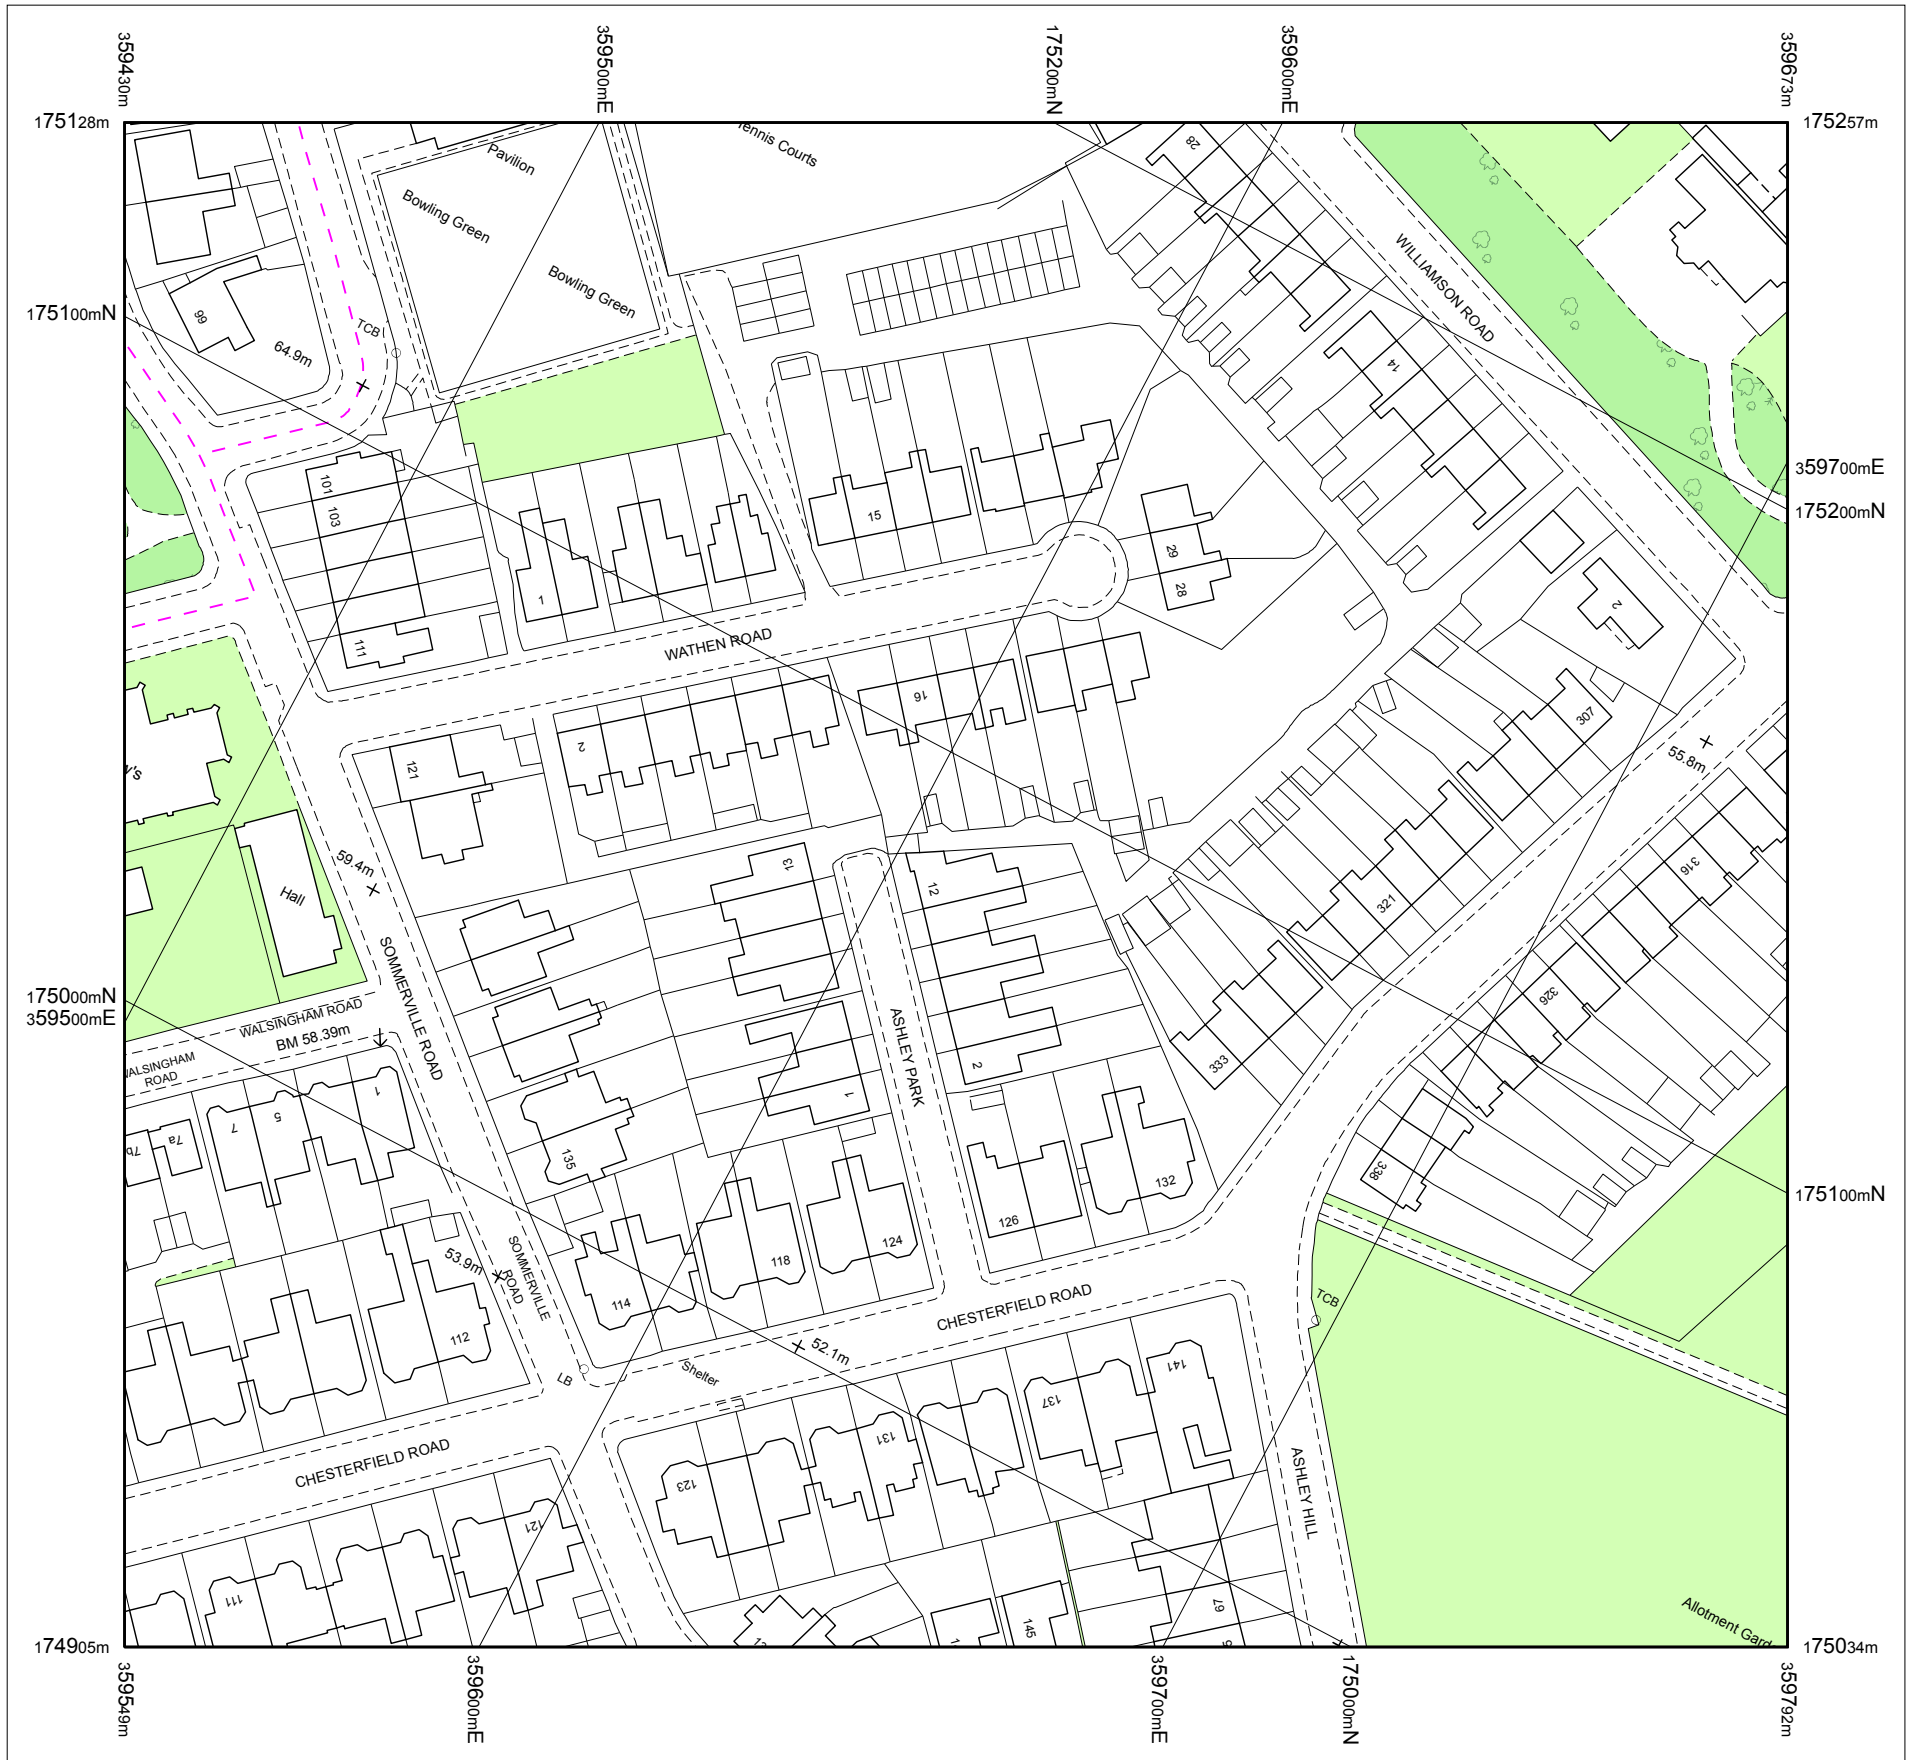 359430m
359500mE
175200mN
359600mE
359673m
175128m
175257m
Pavilion
Tennis Courts
28
Bowling Green
WILLIAMSON ROAD
Bowling Green
175100mN
99
TCB
64.9m
14
359700mE
175200mN
101
103
15
29
28
1
2
111
WATHEN ROAD
16
307
2
121
55.8m
13
12
316
59.4m
Hall
321
326
SOMMERVILLE ROAD
175000mN
359500mE
WALSINGHAM ROAD
BM 58.39m
ASHLEY PARK
WALSINGHAM
ROAD
333
2
1
1
5
7
7a
7b
135
338
132
175100mN
126
124
118
53.9m
SOMMERVILLE
ROAD
114
112
TCB
CHESTERFIELD ROAD
52.1m
Shelter
LB
141
137
131
CHESTERFIELD ROAD
123
ASHLEY HILL
121
111
67
145
Allotment Gard
174905m
175034m
359549m
359600mE
359700mE
175000mN
359792m